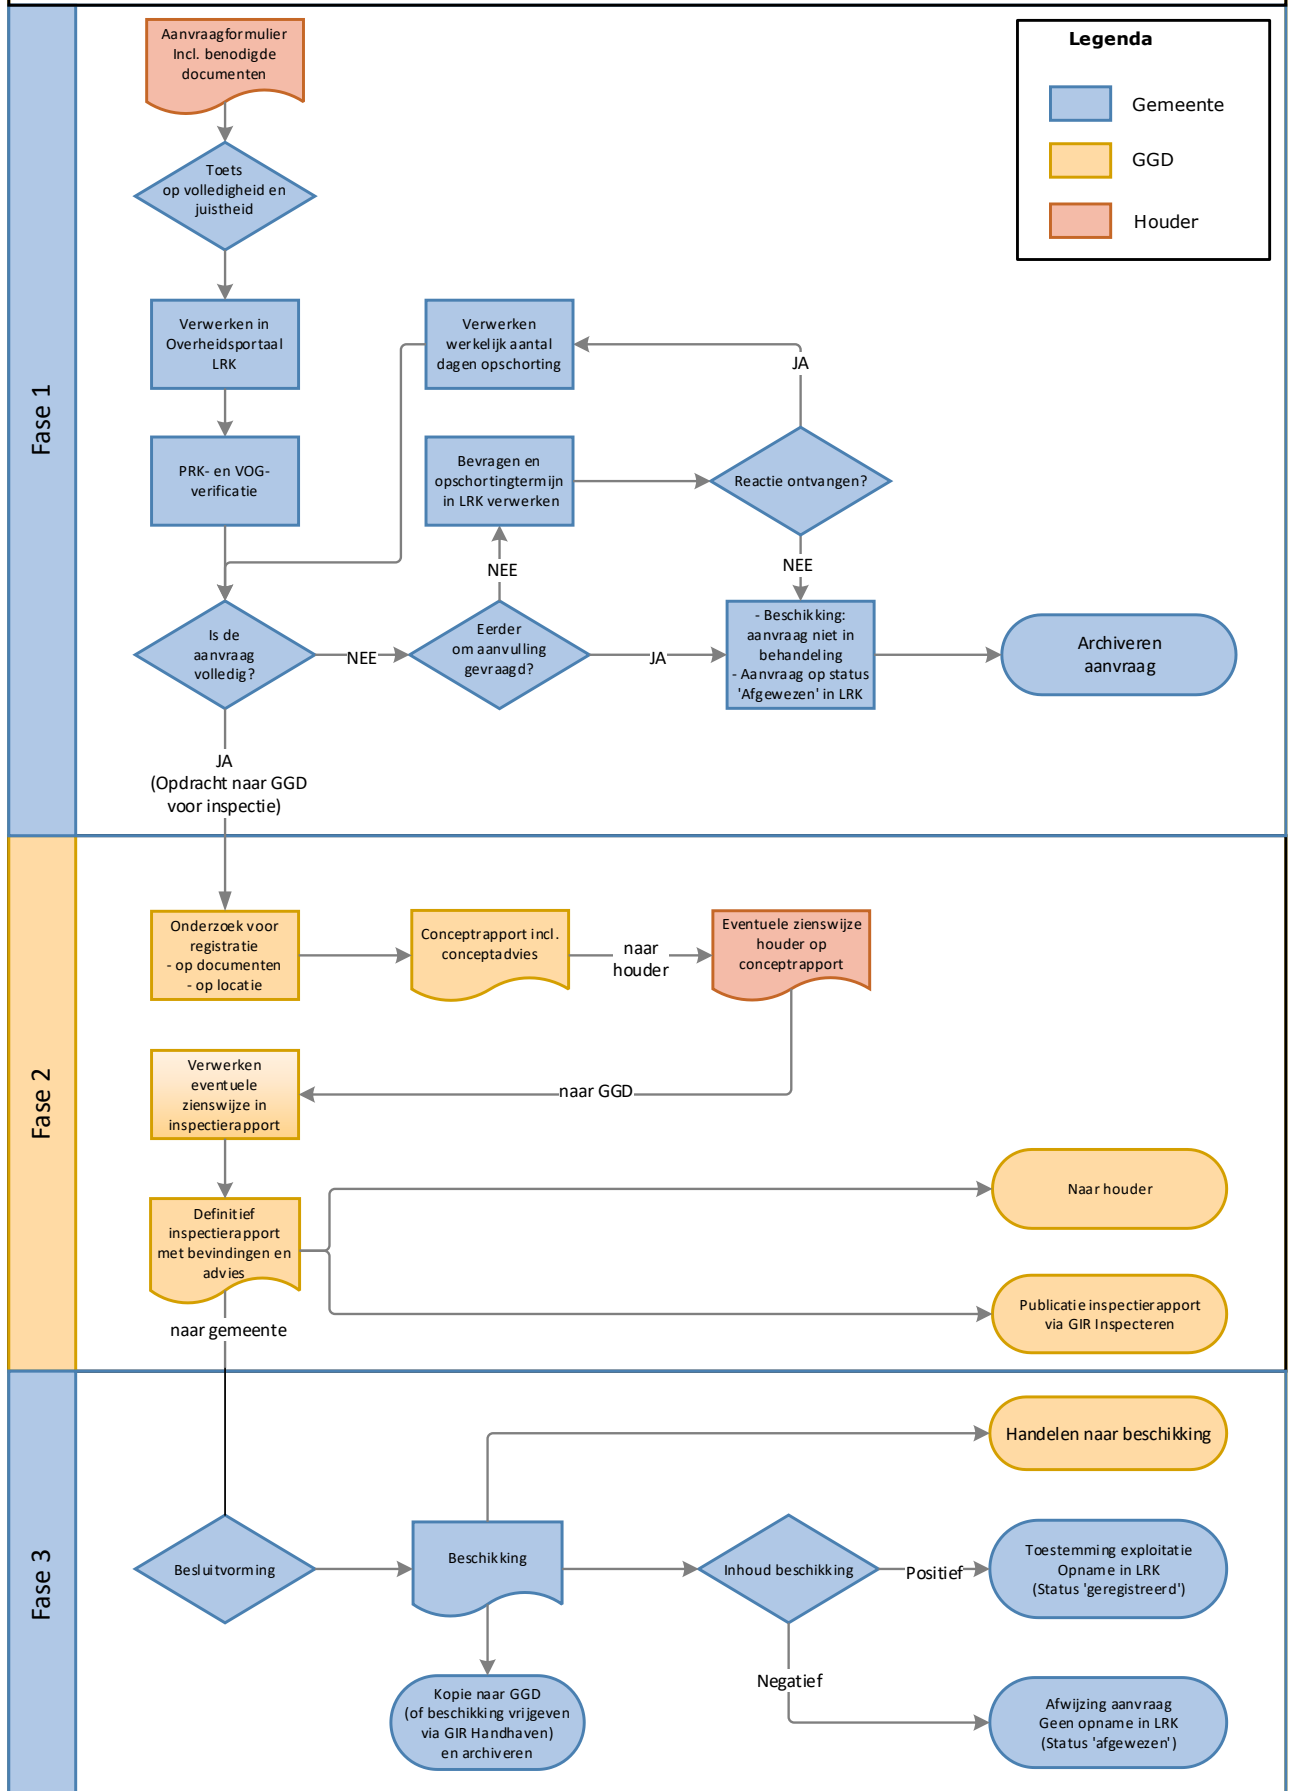 Aanvraagformulier
Incl. benodigde
documenten
Legenda
Gemeente
GGD
Houder
Toets
op volledigheid en
juistheid
Fase 1
Verwerken in
Overheidsportaal
LRK
Verwerken
werkelijk aantal
dagen opschorting
JA
PRK- en VOG-
verificatie
Bevragen en
opschortingtermijn
in LRK verwerken
Reactie ontvangen?
NEE
NEE
Is de
aanvraag
volledig?
NEE
Eerder
om aanvulling
gevraagd?
JA
- Beschikking:
aanvraag niet in
behandeling
- Aanvraag op status
'Afgewezen' in LRK
Archiveren
aanvraag
JA
(Opdracht naar GGD
voor inspectie)
Fase 2
Onderzoek voor
registratie
- op documenten
- op locatie
Conceptrapport incl.
conceptadvies
naar
houder
Eventuele zienswijze
houder op
conceptrapport
Verwerken
eventuele
zienswijze in
inspectierapport
naar GGD
Definitief
inspectierapport
met bevindingen en
advies
Naar houder
Publicatie inspectierapport
via GIR Inspecteren
naar gemeente
Fase 3
Handelen naar beschikking
Besluitvorming
Beschikking
Inhoud beschikking
Positief
Toestemming exploitatie
Opname in LRK
(Status 'geregistreerd')
Negatief
Kopie naar GGD
(of beschikking vrijgeven
via GIR Handhaven)
en archiveren
Afwijzing aanvraag
Geen opname in LRK
(Status 'afgewezen')